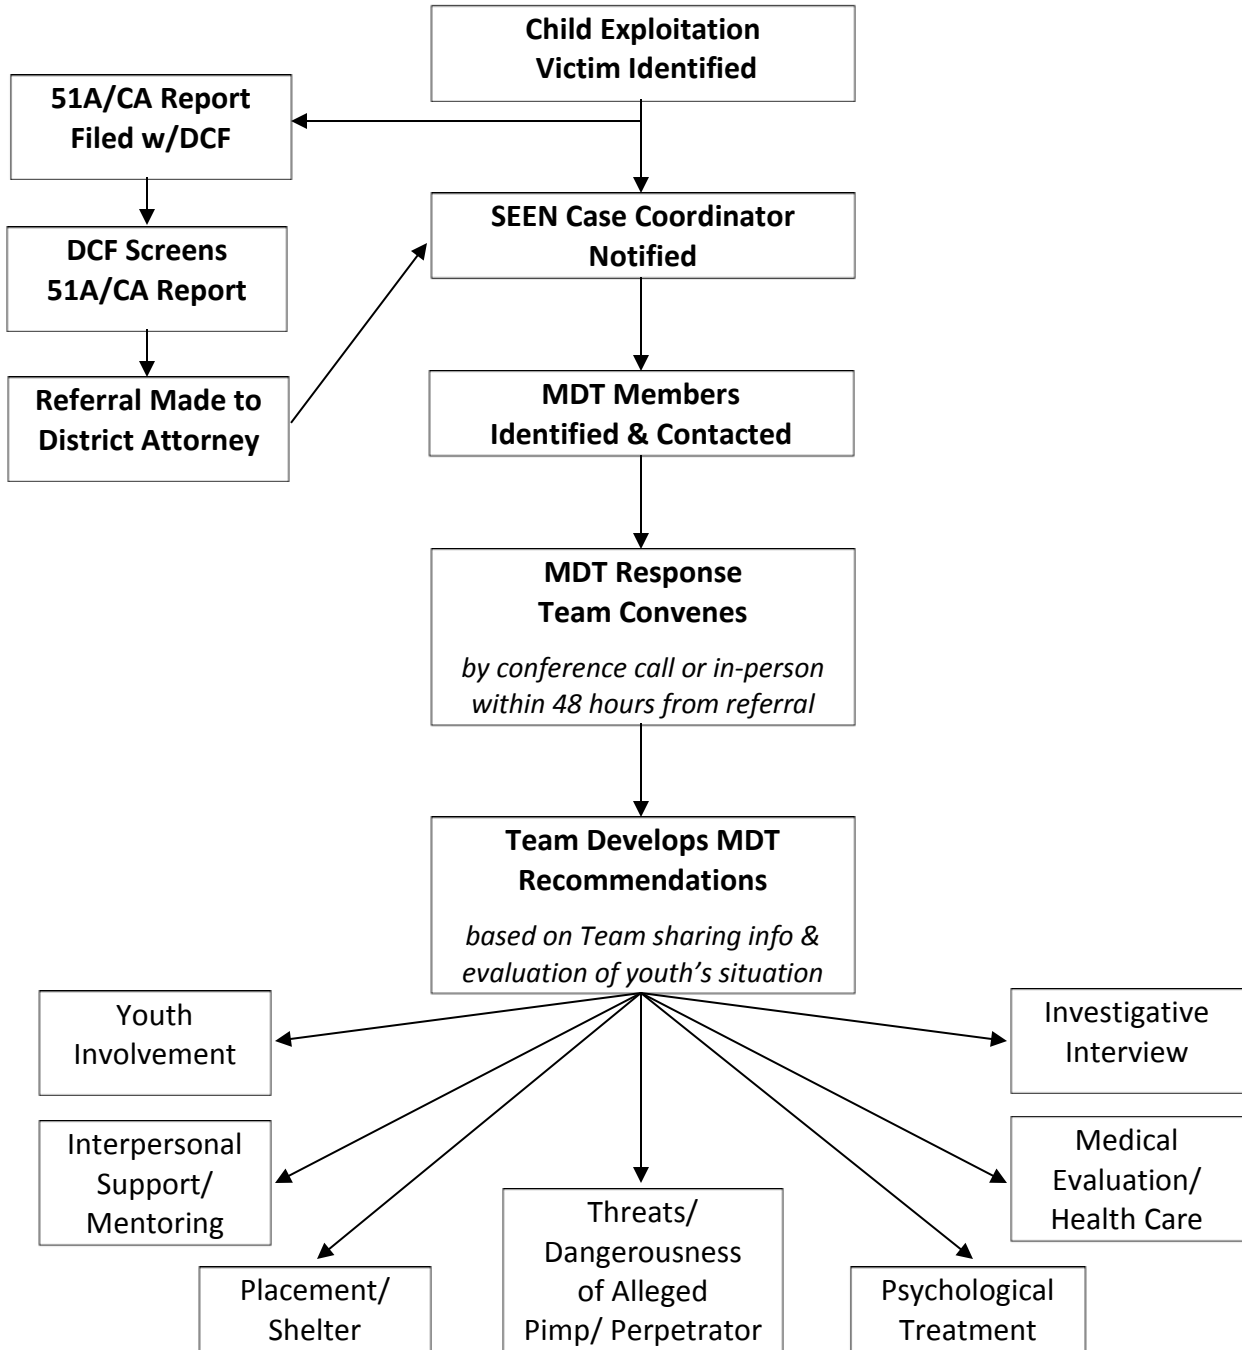 Child Exploitation
Victim Identified
51A/CA Report
Filed w/DCF
SEEN Case Coordinator
Notified
DCF Screens
51A/CA Report
Referral Made to
District Attorney
MDT Members
Identified & Contacted
MDT Response
Team Convenes
by conference call or in-person
within 48 hours from referral
Team Develops MDT
Recommendations
based on Team sharing info &
evaluation of youth’s situation
Youth
Involvement
Investigative
Interview
Interpersonal
Support/
Mentoring
Medical
Evaluation/
Health Care
Placement/
Shelter
Threats/
Dangerousness
of Alleged
Pimp/ Perpetrator
Psychological
Treatment